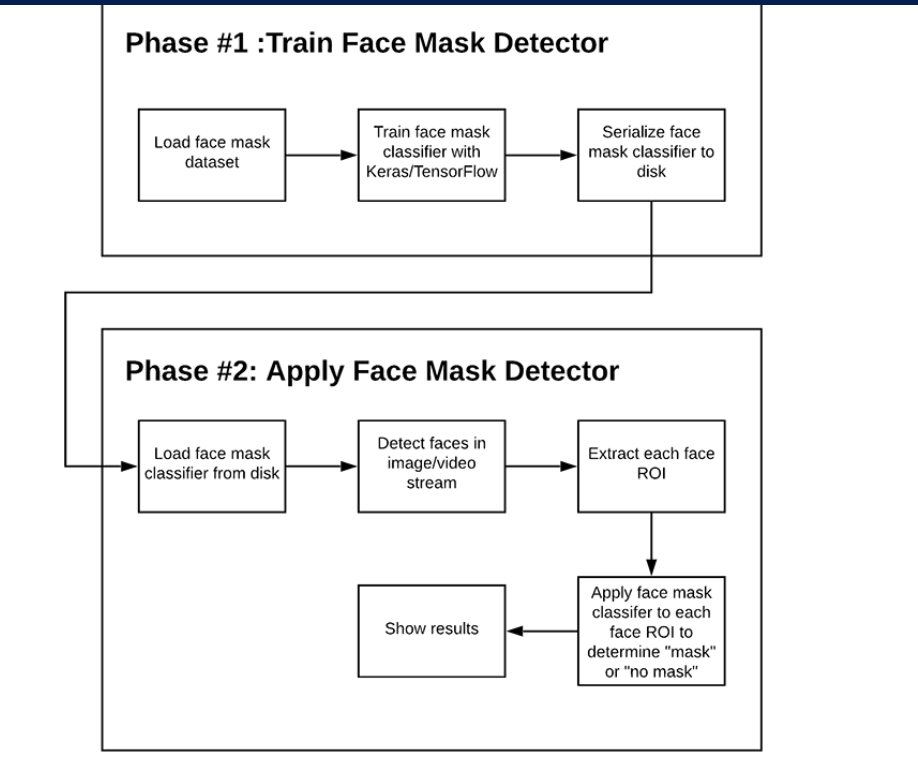 Phase #1 :Train Face Mask Detector
Load face mask
dataset
Train face mask
classifier with
Keras/TensorFlow
Serialize face
mask classifier to
disk
Phase #2: Apply Face Mask Detector
Load face mask
classifier from disk
Detect faces in
image/video
stream
Extract each face
ROI
Apply face mask
classifer to each
face ROI to
determine "mask"
or "no mask"
Show results